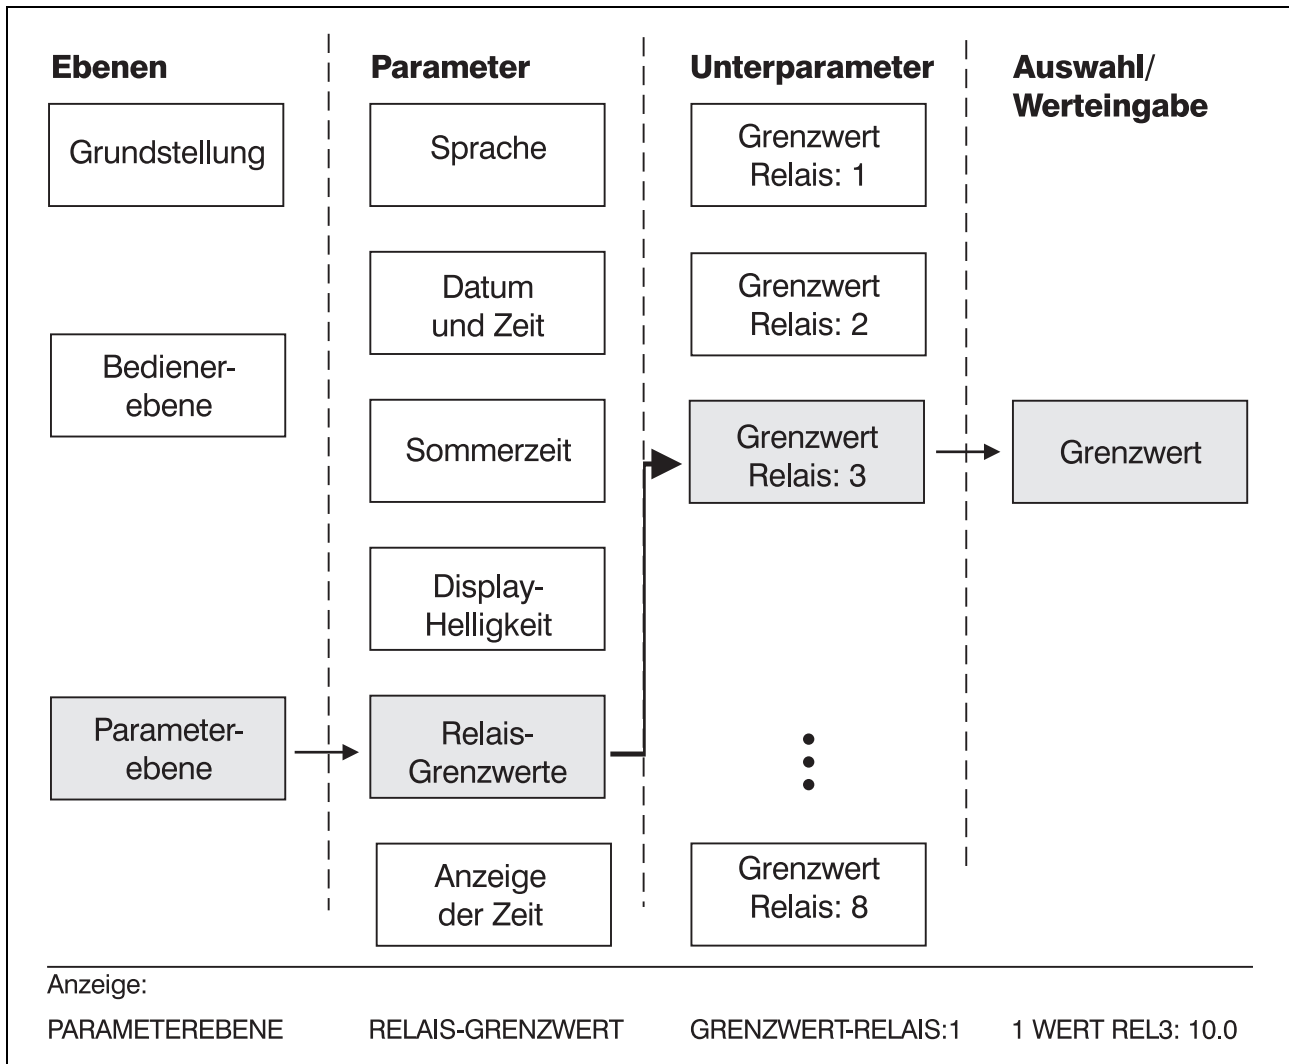 Ebenen
Parameter
Unterparameter
Auswahl/
Werteingabe
Grundstellung
Bediener-
ebene
Parameter-
ebene
Sprache
Datum
und Zeit
Sommerzeit
Display-
Helligkeit
Relais-
Grenzwerte
Anzeige
der Zeit
Grenzwert
Relais: 1
Grenzwert
Relais: 2
Grenzwert
Relais: 3
Grenzwert
Relais: 8
Grenzwert
Anzeige:
PARAMETEREBENE
RELAIS-GRENZWERT
GRENZWERT-RELAIS:1
1 WERT REL3: 10.0